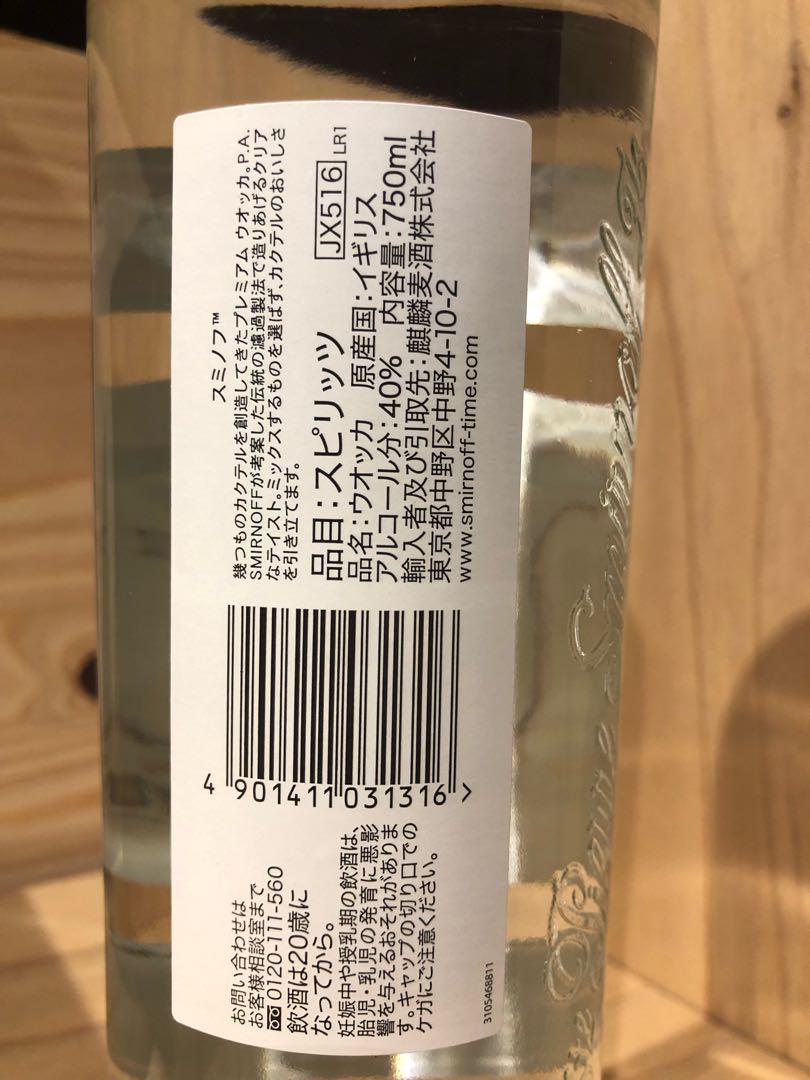 スミノフ™
幾つものカクテルを創造してきたプレミアム ウオッカ。P.A.
SMIRNOFFが考案した伝統の濾過製法で造りあげるクリア
なテイスト。ミックスするものを選ばず、カクテルのおいしさ
を引き立てます。
品目：スピリッツ JX516 LR1
品名：ウオッカ 原産国：イギリス
アルコール分：40% 内容量：750ml
輸入者及び引取先：麒麟麦酒株式会社
東京都中野区中野4-10-2
www.smirnoff-time.com
4 901411 031316 >
お問い合わせは
お客様相談室まで
0120-111-560
飲酒は20歳に
なってから。
妊娠中や授乳期の飲酒は、
胎児・乳児の発育に悪影
響を与えるおそれがありま
す。キャップの切り口での
ケガにご注意ください。
3105468811
Pierre Smirnoff